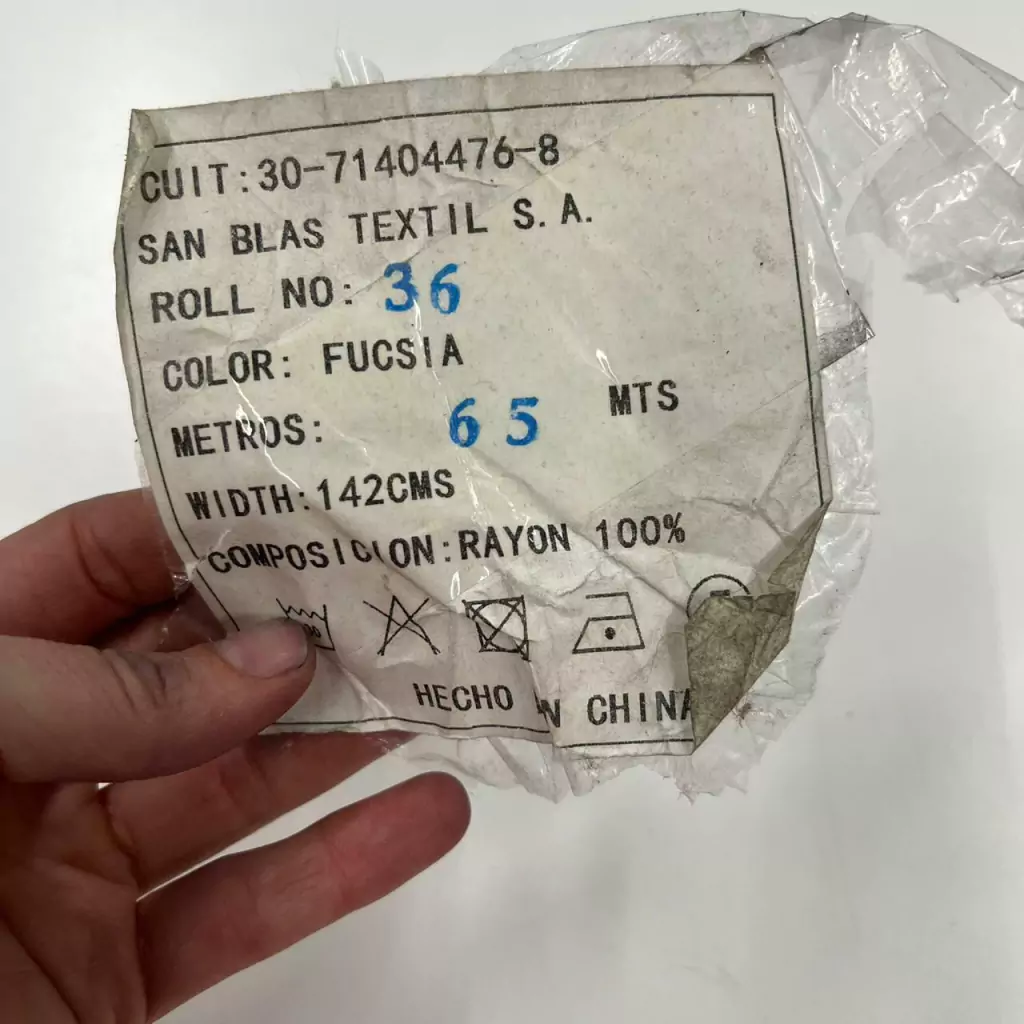 CUIT:30-71404476-8
SAN BLAS TEXTIL S.A.
ROLL NO: 36
COLOR: FUCSIA
METROS: 65 MTS
WIDTH:142CMS
COMPOSICION:RAYON 100%
HECHO N CHINA